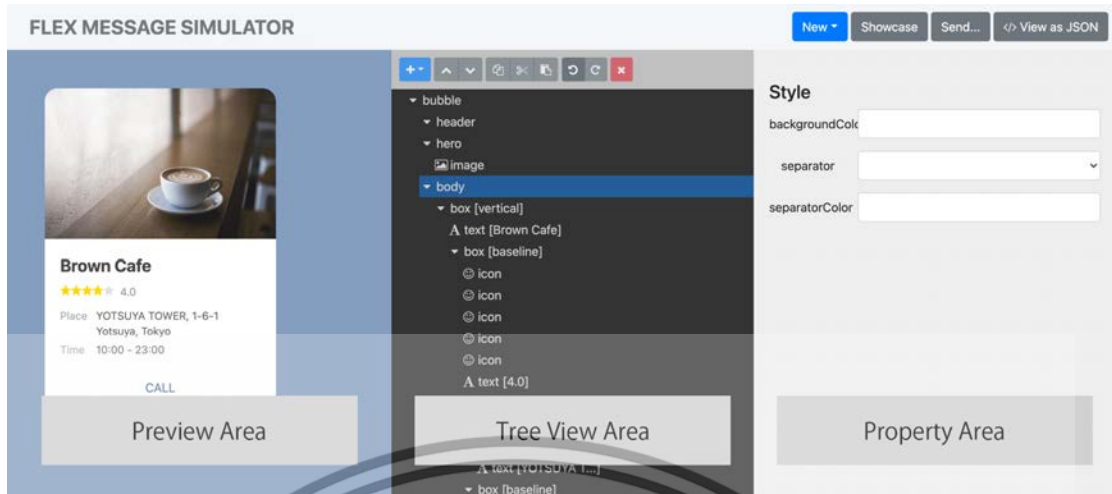 FLEX MESSAGE SIMULATOR
New
Showcase
Send...
</> View as JSON
Brown Cafe
4.0
Place YOTSUYA TOWER, 1-6-1
Yotsuya, Tokyo
Time 10:00 - 23:00
CALL
Preview Area
bubble
header
hero
image
body
box [vertical]
A text [Brown Cafe]
box [baseline]
icon
icon
icon
icon
icon
A text [4.0]
Tree View Area
A text [YOTSUYA T...]
box [baseline]
Style
backgroundCol
separator
separatorColor
Property Area